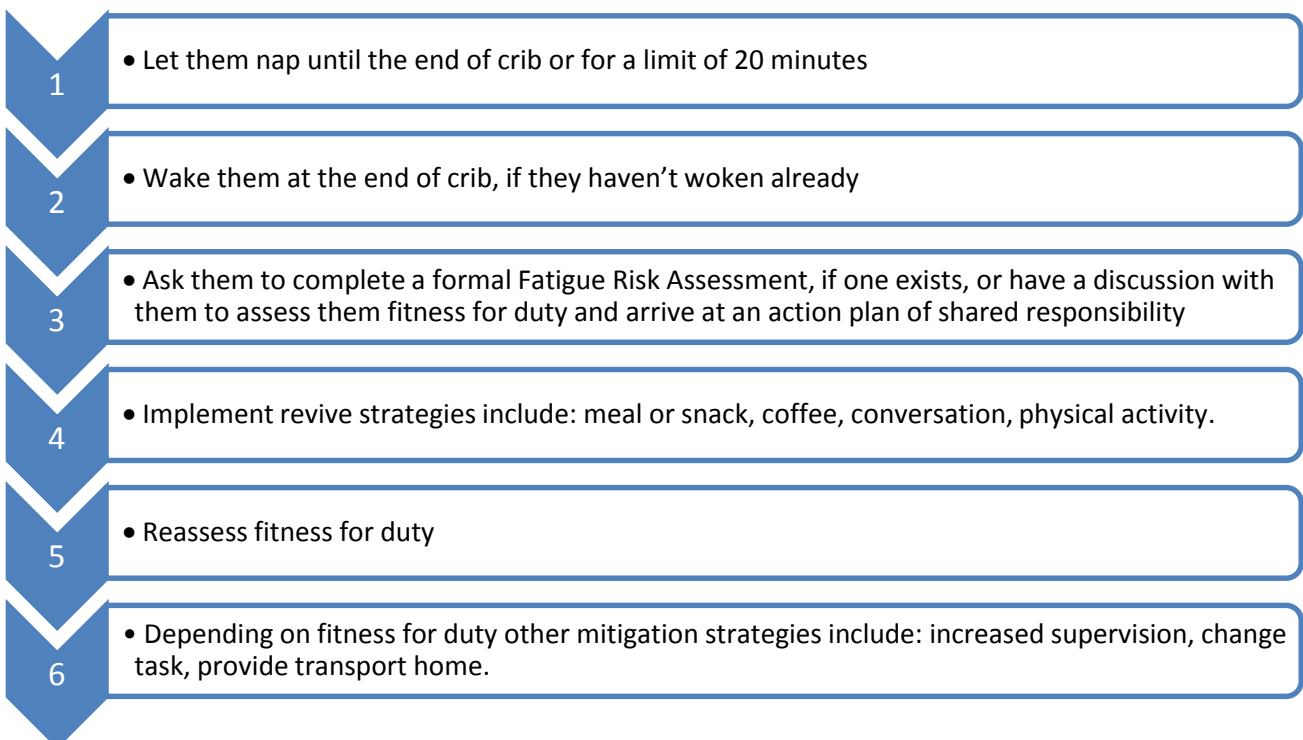 1
• Let them nap until the end of crib or for a limit of 20 minutes
2
• Wake them at the end of crib, if they haven’t woken already
3
• Ask them to complete a formal Fatigue Risk Assessment, if one exists, or have a discussion with
them to assess them fitness for duty and arrive at an action plan of shared responsibility
4
• Implement revive strategies include: meal or snack, coffee, conversation, physical activity.
5
• Reassess fitness for duty
6
• Depending on fitness for duty other mitigation strategies include: increased supervision, change
task, provide transport home.